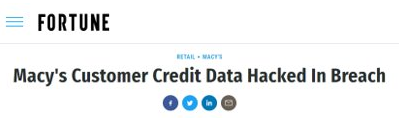 FORTUNE
RETAIL • MACY'S
Macy's Customer Credit Data Hacked In Breach